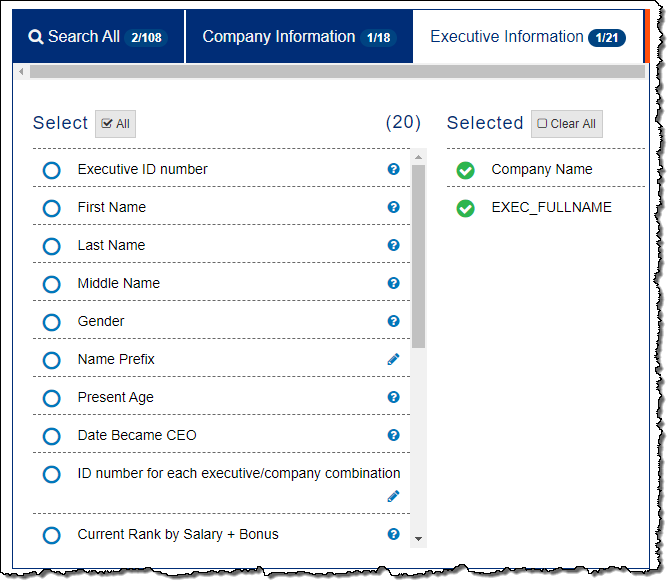 Search All 2/108
Company Information 1/18
Executive Information 1/21
Select All (20)
Selected Clear All
Executive ID number
Company Name
First Name
EXEC_FULLNAME
Last Name
Middle Name
Gender
Name Prefix
Present Age
Date Became CEO
ID number for each executive/company combination
Current Rank by Salary + Bonus